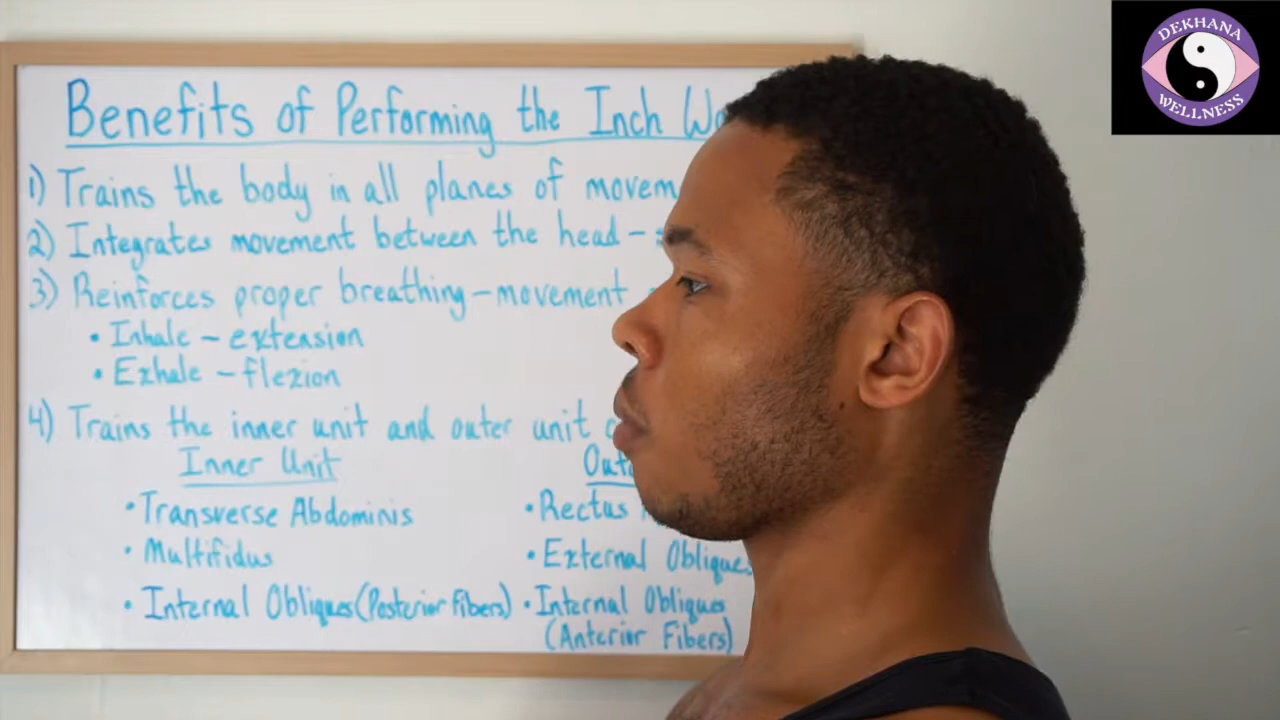 DEKHANA
WELLNESS
Benefits of Performing the Inch
1) Trains the body in all planes of
2) Integrates movement between the head -
3) Reinforces proper breathing - movement
• Inhale - extension
• Exhale - flexion
4) Trains the inner unit and outer unit
Inner Unit
• Transverse Abdominis
• Multifidus
• Internal Obliques (Posterior Fibers)
• Rectus
• External Obliques
• Internal Obliques
(Anterior Fibers)